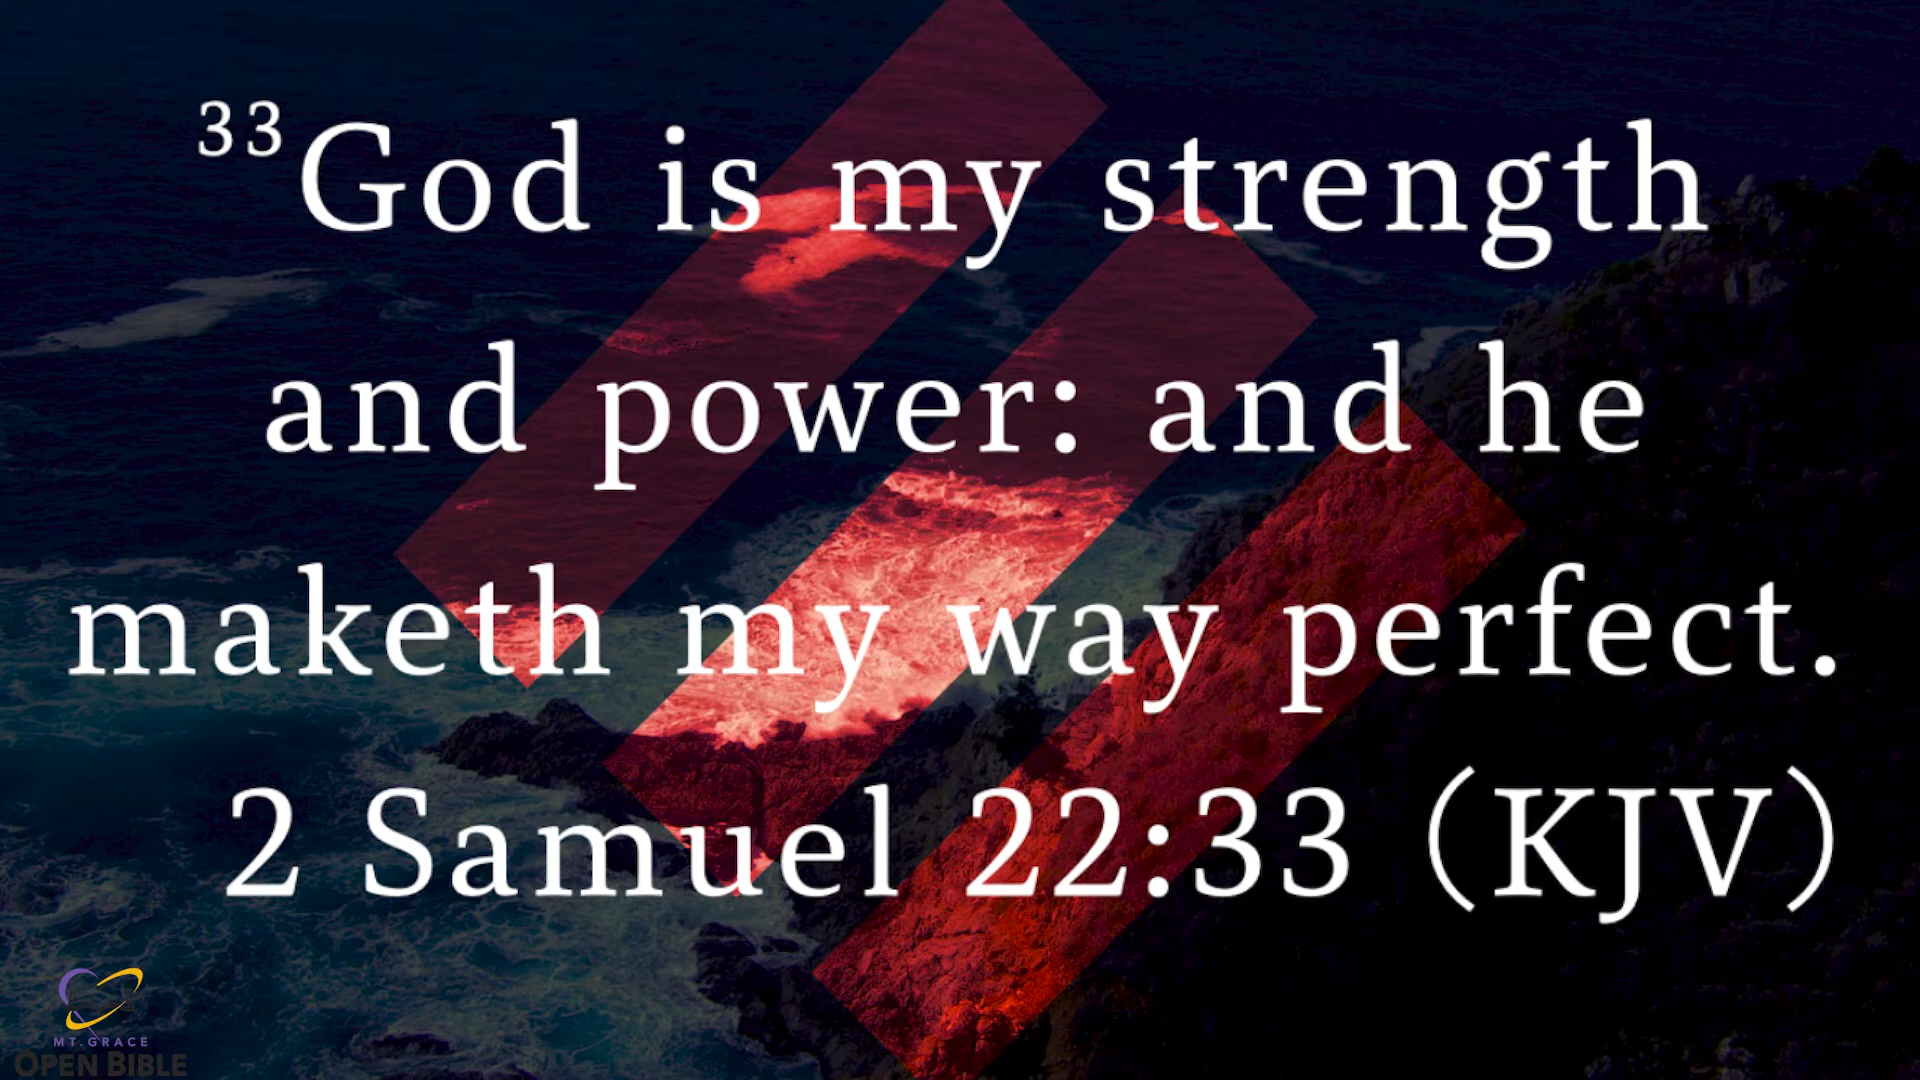 ³³God is my strength
and power: and he
maketh my way perfect.
2 Samuel 22:33 (KJV)
MT.GRACE
OPEN BIBLE